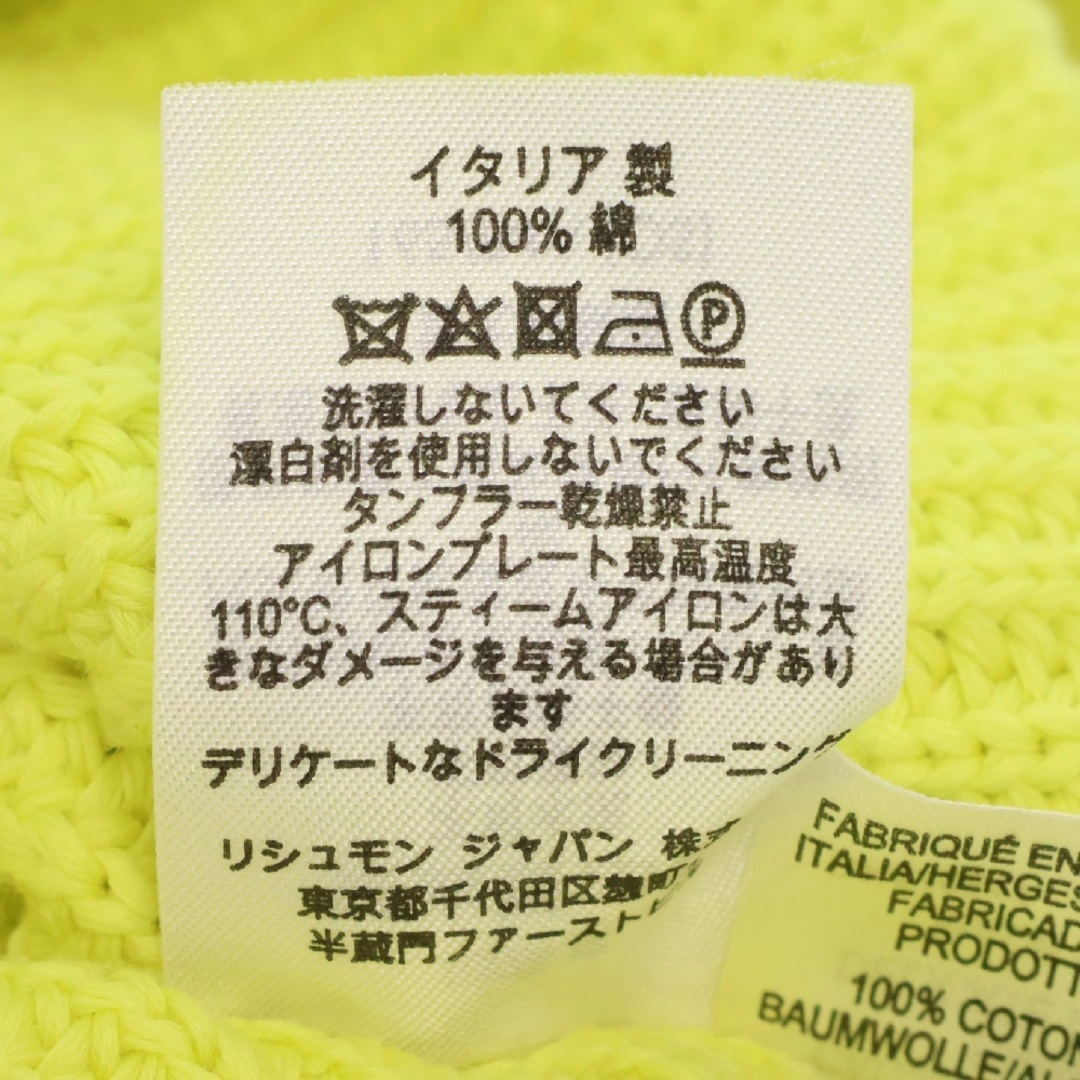 イタリア 製
100% 綿
洗濯しないてください
漂白剤を使用しないでください
タンブラー乾燥禁止
アイロンプレート最高温度
110°C、スティームアイロンは大
きなダメージを与える場合があり
ます
デリケートなドライクリーニング
リシュモン ジャパン 株式
東京都千代田区麹町
半蔵門ファースト
FABRIQUÉ EN
ITALIA/HERGES
FABRICAD
PRODOTT
100% COTON
BAUMWOLLE/AL